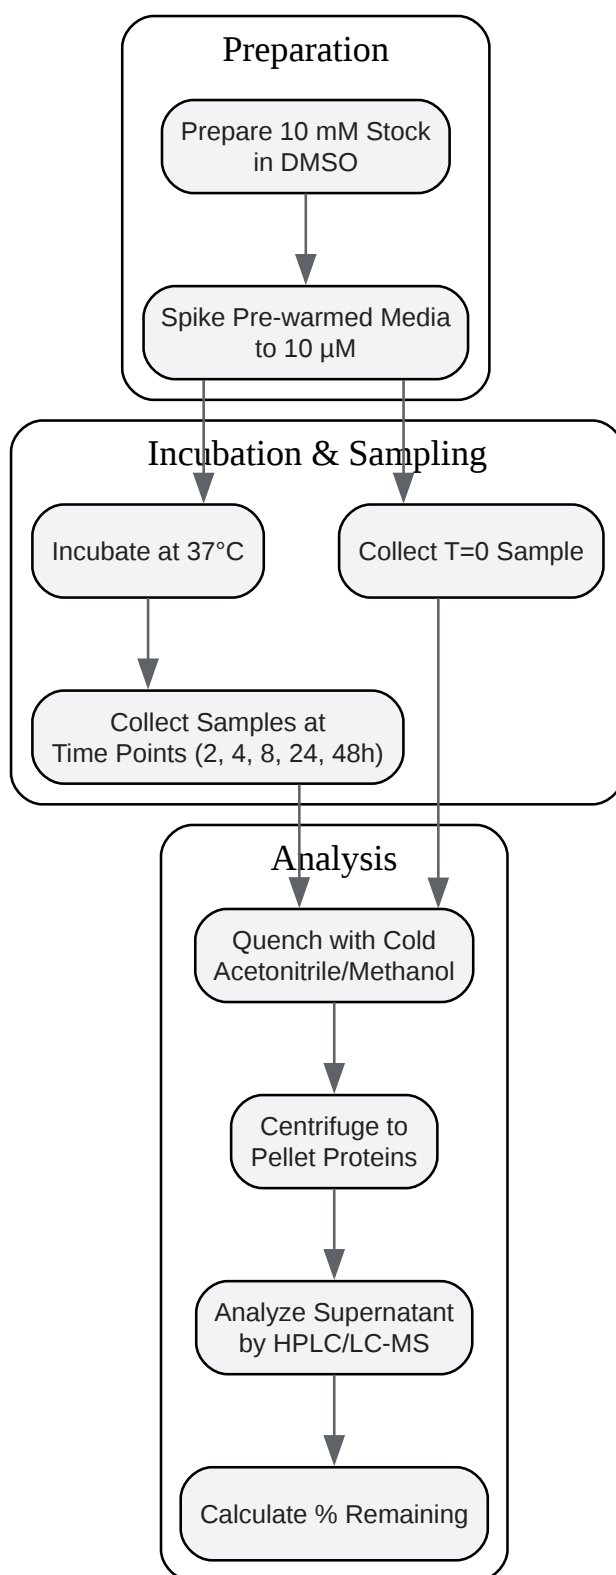 Preparation
Prepare 10 mM Stock
in DMSO
Spike Pre-warmed Media
to 10 µM
Incubation & Sampling
Incubate at 37°C
Collect T=0 Sample
Collect Samples at
Time Points (2, 4, 8, 24, 48h)
Analysis
Quench with Cold
Acetonitrile/Methanol
Centrifuge to
Pellet Proteins
Analyze Supernatant
by HPLC/LC-MS
Calculate % Remaining